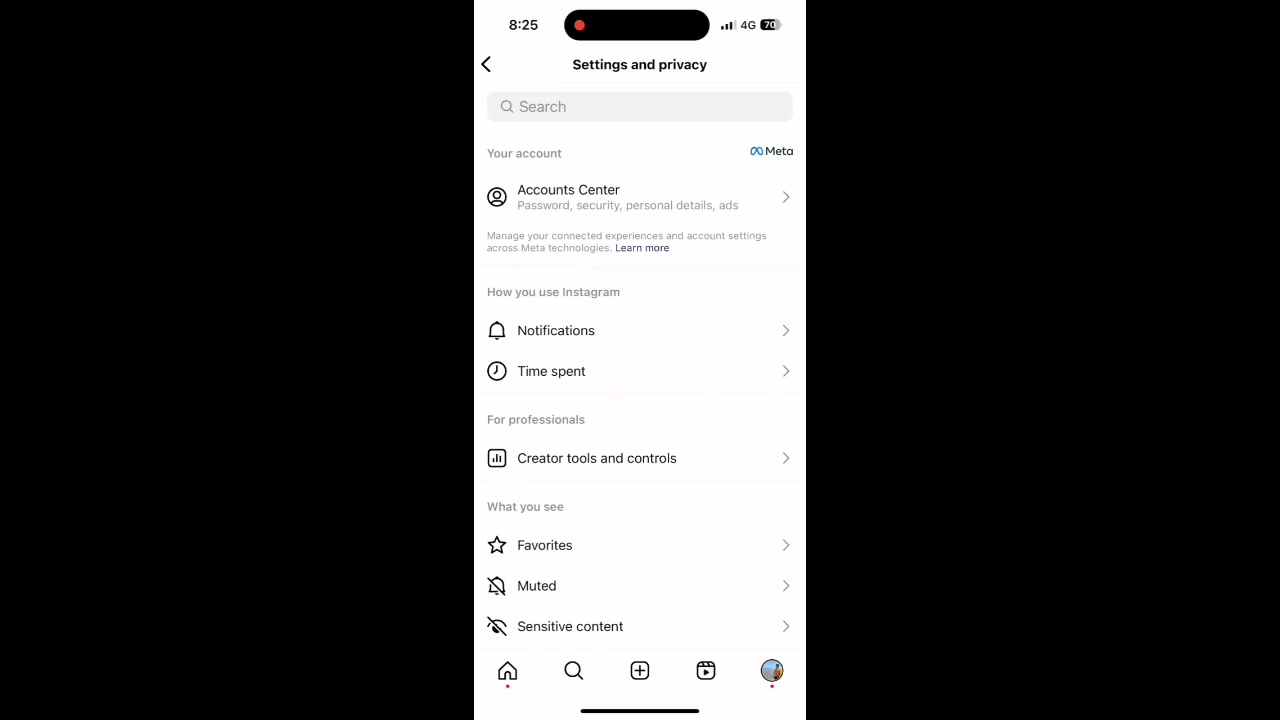 8:25
4G
70
Settings and privacy
Search
Your account
Meta
Accounts Center
Password, security, personal details, ads
Manage your connected experiences and account settings
across Meta technologies. Learn more
How you use Instagram
Notifications
Time spent
For professionals
Creator tools and controls
What you see
Favorites
Muted
Sensitive content